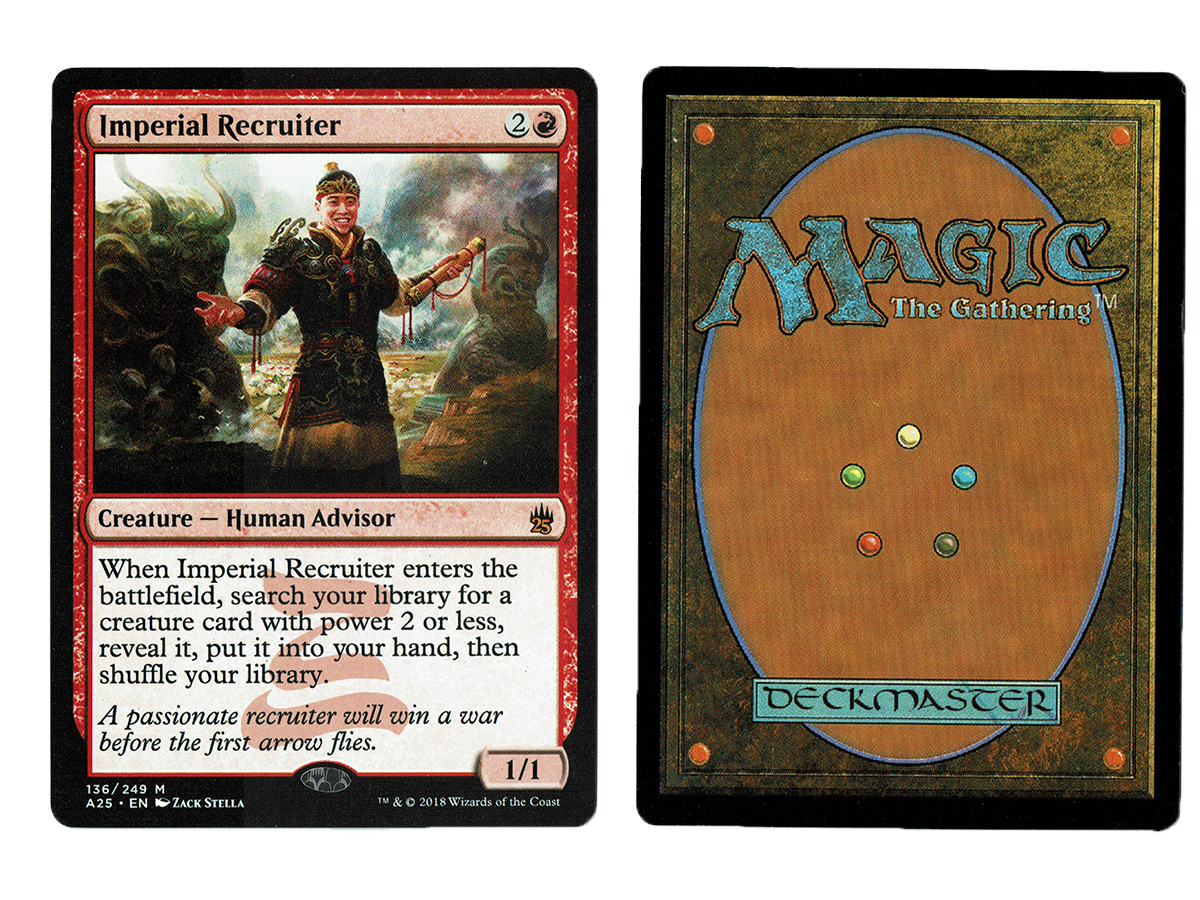 Imperial Recruiter 2
Creature — Human Advisor 25
When Imperial Recruiter enters the
battlefield, search your library for a
creature card with power 2 or less,
reveal it, put it into your hand, then
shuffle your library.
A passionate recruiter will win a war
before the first arrow flies.
1/1
136/249 M
A25 • EN Zack Stella
™ & © 2018 Wizards of the Coast
MAGIC
The Gathering™
DECKMASTER